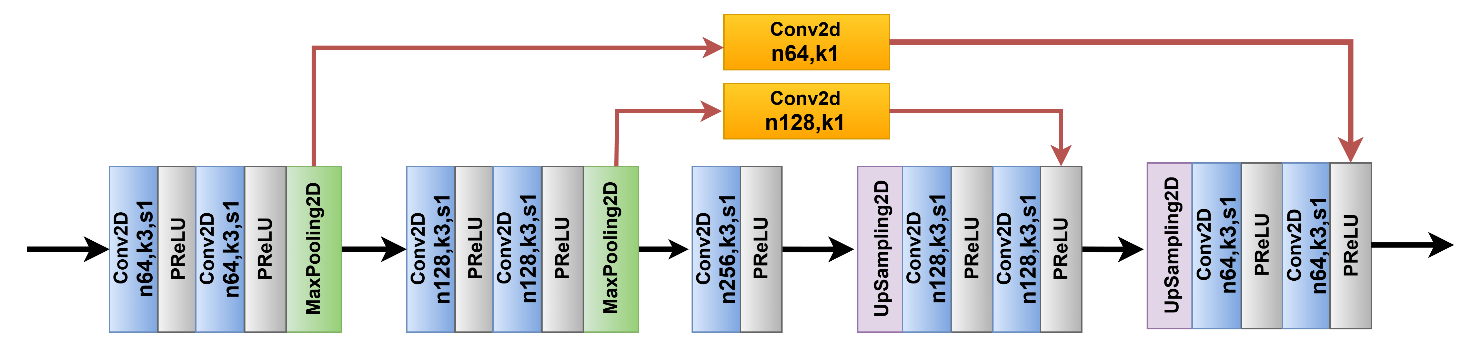 Conv2d
n64,k1
Conv2d
n128,k1
Conv2D
n64,k3,s1
PReLU
Conv2D
n64,k3,s1
PReLU
MaxPooling2D
Conv2D
n128,k3,s1
PReLU
Conv2D
n128,k3,s1
PReLU
MaxPooling2D
Conv2D
n256,k3,s1
PReLU
UpSampling2D
Conv2D
n128,k3,s1
PReLU
Conv2D
n128,k3,s1
PReLU
UpSampling2D
Conv2D
n64,k3,s1
PReLU
Conv2D
n64,k3,s1
PReLU